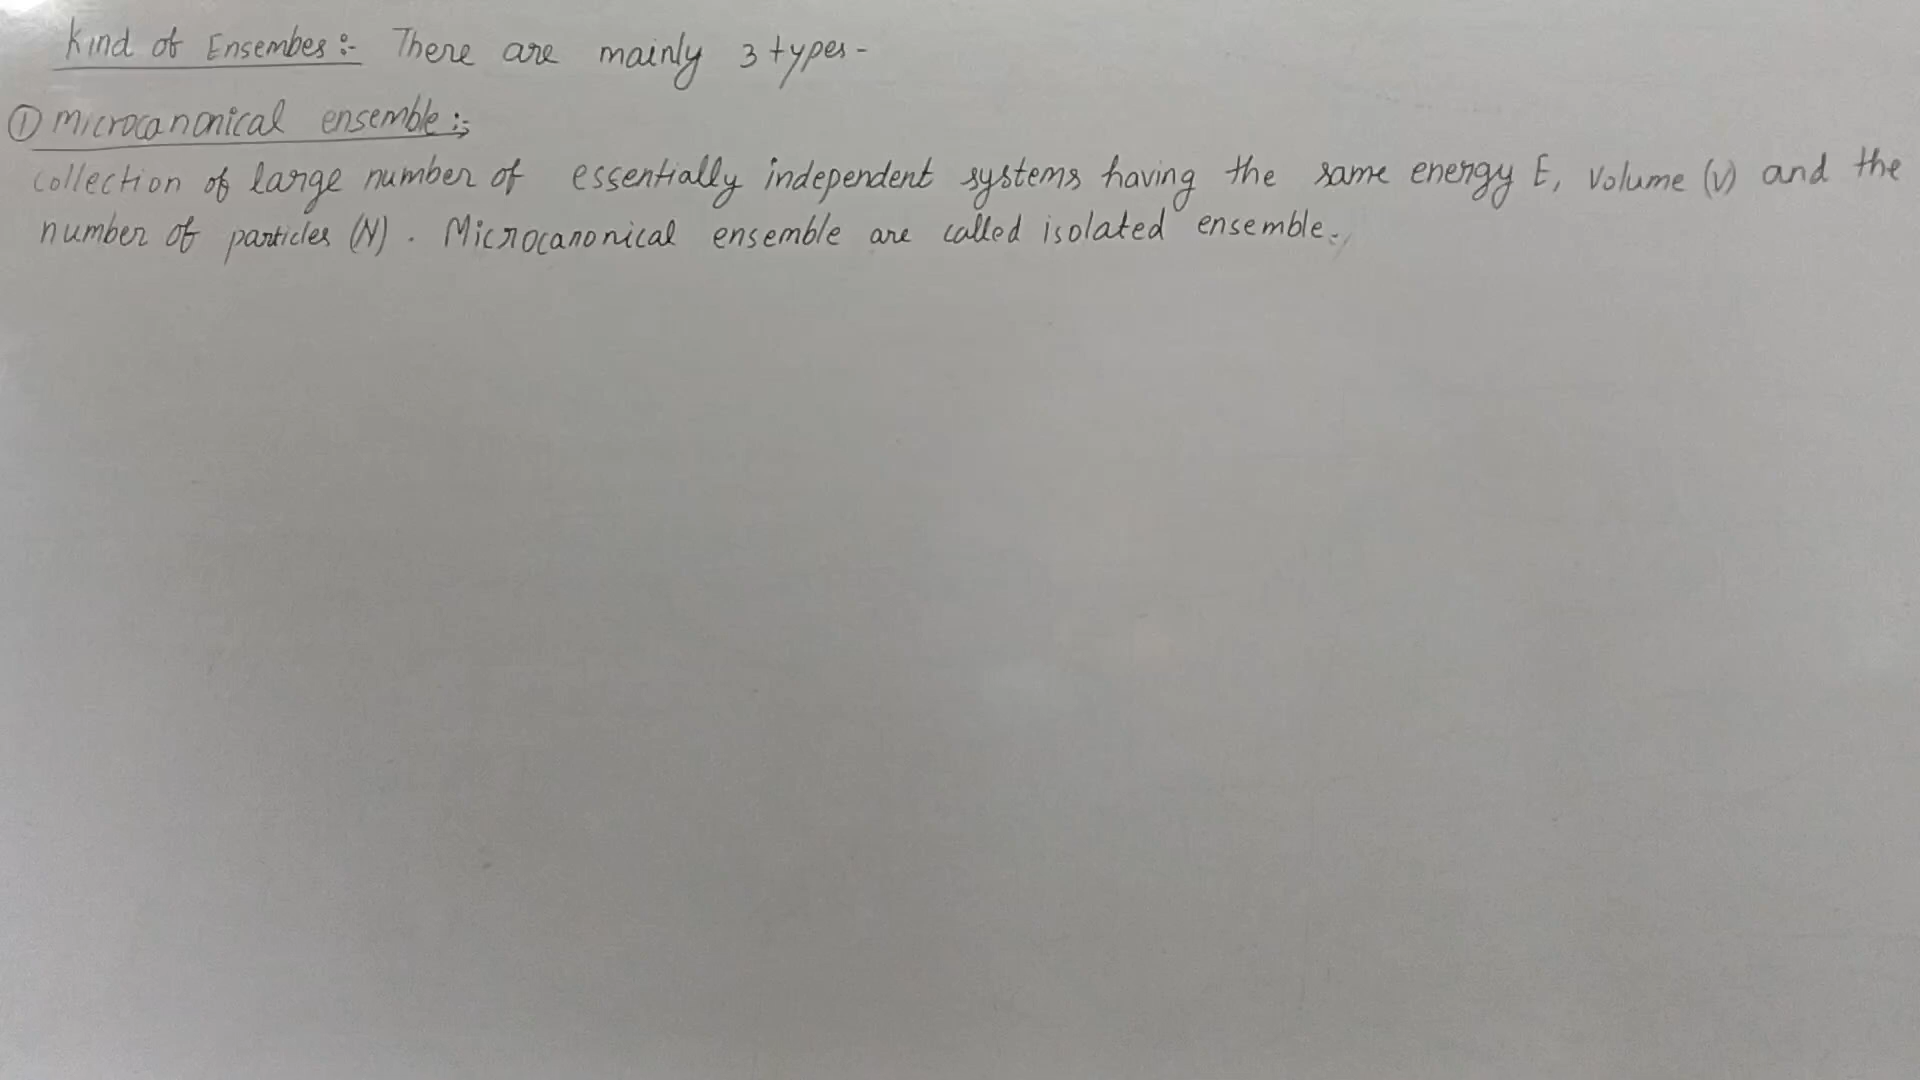 Kind of Ensembes :- There are mainly 3 types -
① Microcanonical ensemble :-
collection of large number of essentially independent systems having the same energy E, Volume (V) and the
number of particles (N) . Microcanonical ensemble are called isolated ensemble.